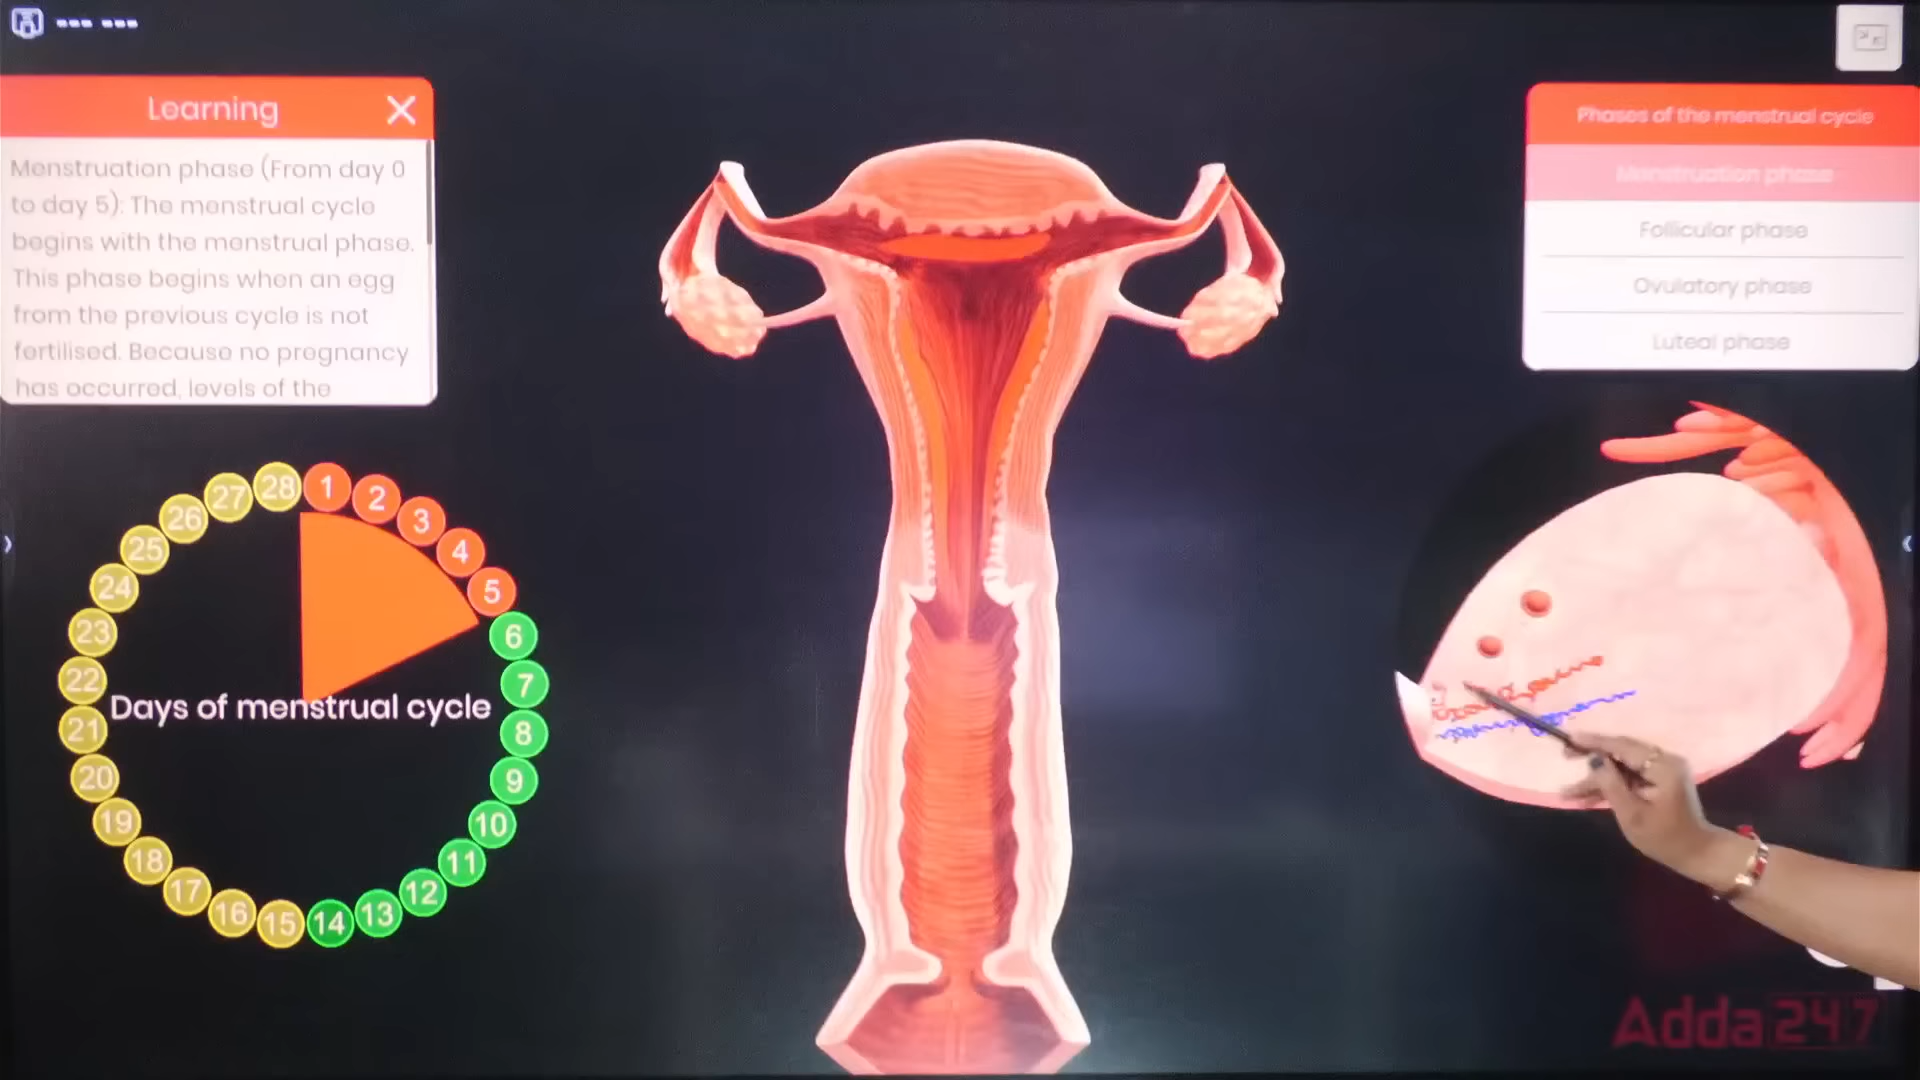 Learning
Menstruation phase (From day 0
to day 5): The menstrual cycle
begins with the menstrual phase.
This phase begins when an egg
from the previous cycle is not
fertilised. Because no pregnancy
has occurred, levels of the
Phases of the menstrual cycle
Menstruation phase
Follicular phase
Ovulatory phase
Luteal phase
1
2
3
4
5
6
7
8
9
10
11
12
13
14
15
16
17
18
19
20
21
22
23
24
25
26
27
28
Days of menstrual cycle
Adda247